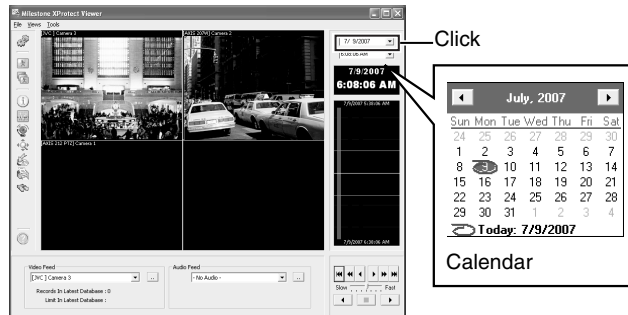 Milestone XProtect Viewer
File Views Tools
[JVC] Camera 3
[AXIS 207W] Camera 2
7/ 9/2007
6:08:06 AM
Click
7/9/2007
6:08:06 AM
7/9/2007 5:38:06 AM
[AXIS 212 PTZ] Camera 1
7/9/2007 6:38:06 AM
July, 2007
Sun Mon Tue Wed Thu Fri Sat
24 25 26 27 28 29 30
1 2 3 4 5 6 7
8 9 10 11 12 13 14
15 16 17 18 19 20 21
22 23 24 25 26 27 28
29 30 31 1 2 3 4
Today: 7/9/2007
Calendar
Video Feed
[JVC] Camera 3
..
Records In Latest Database : 0
Limit In Latest Database :
Audio Feed
- No Audio -
..
Slow Fast